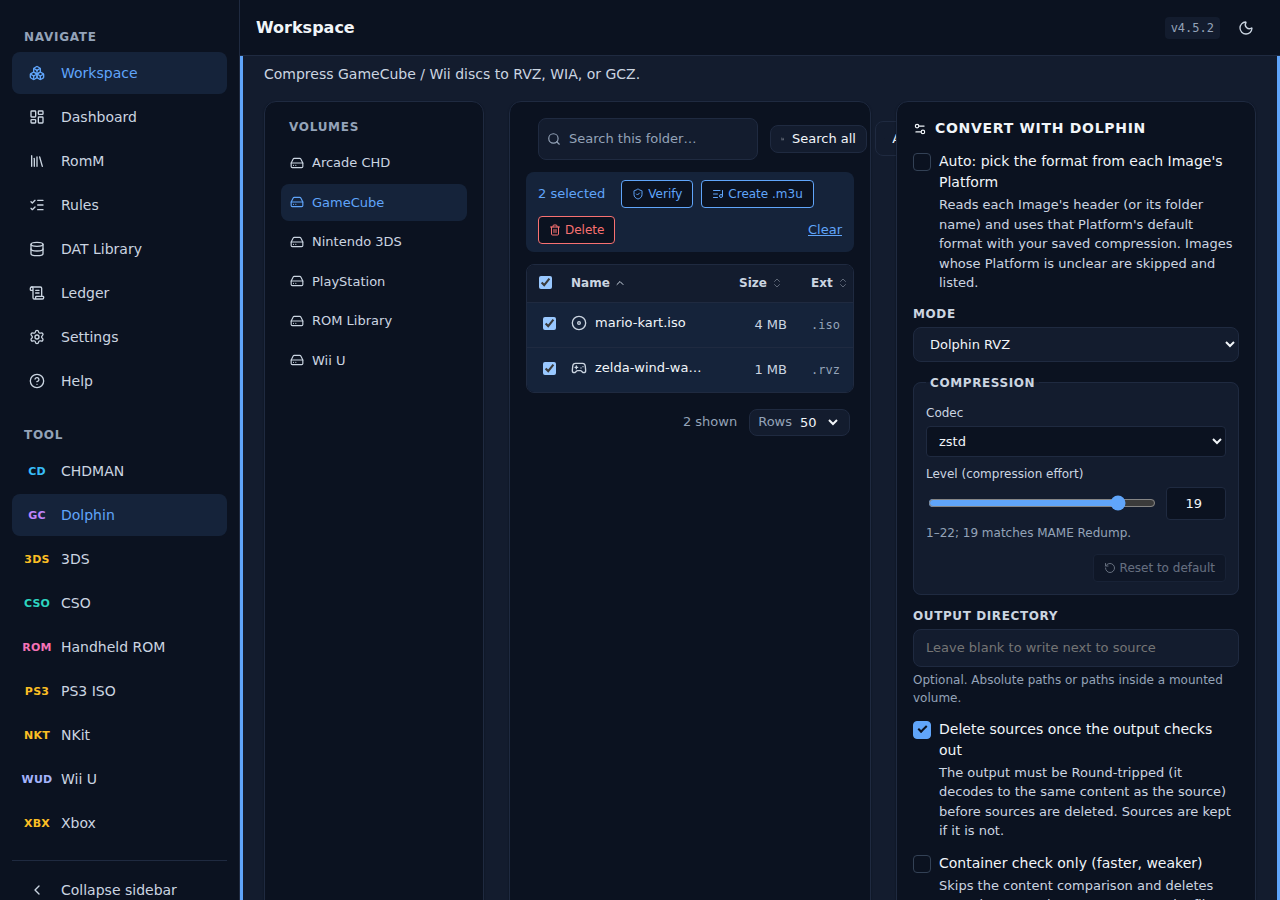 NAVIGATE
Workspace
Dashboard
RomM
Rules
DAT Library
Ledger
Settings
Help
TOOL
CD CHDMAN
GC Dolphin
3DS 3DS
CSO CSO
ROM Handheld ROM
PS3 PS3 ISO
NKT NKit
WUD Wii U
XBX Xbox
Collapse sidebar
Workspace
v4.5.2
Compress GameCube / Wii discs to RVZ, WIA, or GCZ.
VOLUMES
Arcade CHD
GameCube
Nintendo 3DS
PlayStation
ROM Library
Wii U
Search this folder…
Search all
2 selected
Verify
Create .m3u
Delete
Clear
Name Size Ext
mario-kart.iso 4 MB .iso
zelda-wind-wa… 1 MB .rvz
2 shown
Rows 50
CONVERT WITH DOLPHIN
Auto: pick the format from each Image's
Platform
Reads each Image's header (or its folder
name) and uses that Platform's default
format with your saved compression. Images
whose Platform is unclear are skipped and
listed.
MODE
Dolphin RVZ
COMPRESSION
Codec
zstd
Level (compression effort)
19
1–22; 19 matches MAME Redump.
Reset to default
OUTPUT DIRECTORY
Leave blank to write next to source
Optional. Absolute paths or paths inside a mounted
volume.
Delete sources once the output checks
out
The output must be Round-tripped (it
decodes to the same content as the source)
before sources are deleted. Sources are kept
if it is not.
Container check only (faster, weaker)
Skips the content comparison and deletes